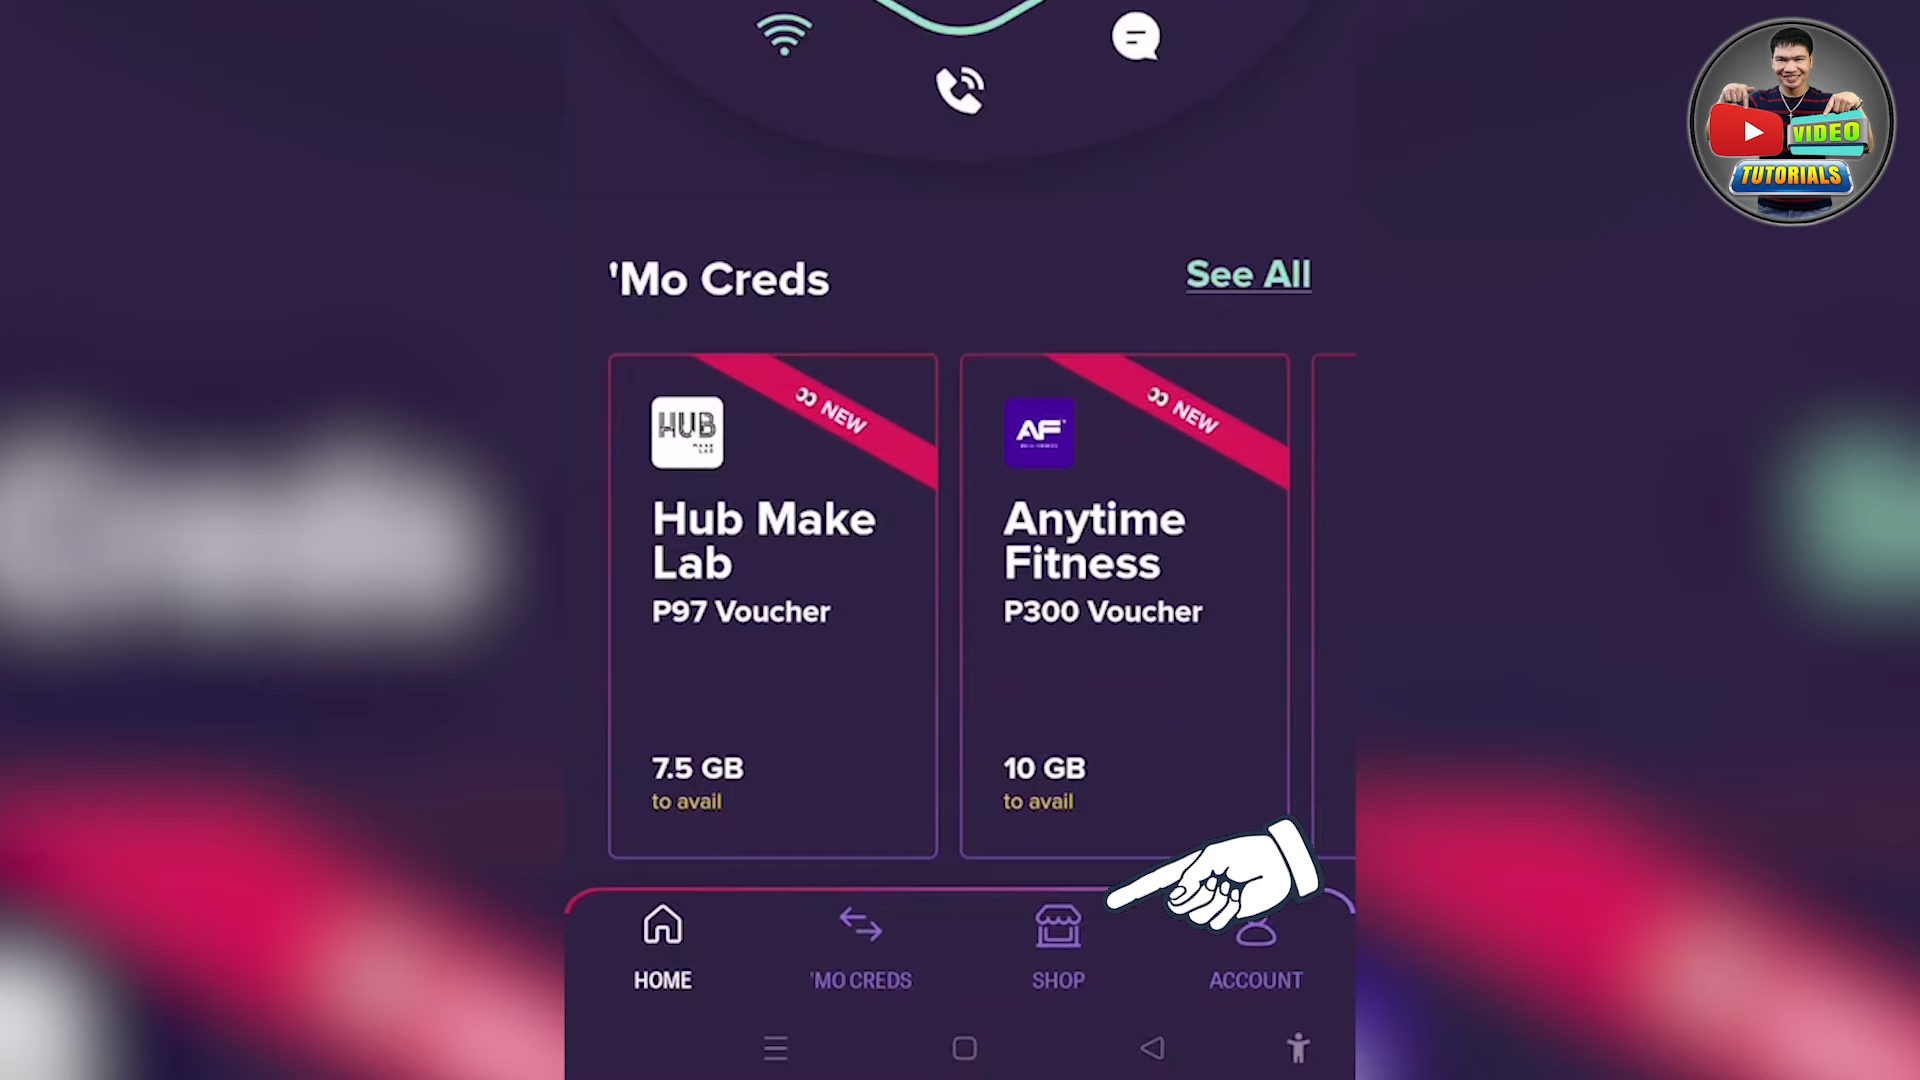 VIDEO
TUTORIALS
'Mo Creds
See All
NEW
HUB
MAKE
LAB
Hub Make
Lab
P97 Voucher
7.5 GB
to avail
NEW
AF
Anytime
Fitness
P300 Voucher
10 GB
to avail
HOME
'MO CREDS
SHOP
ACCOUNT